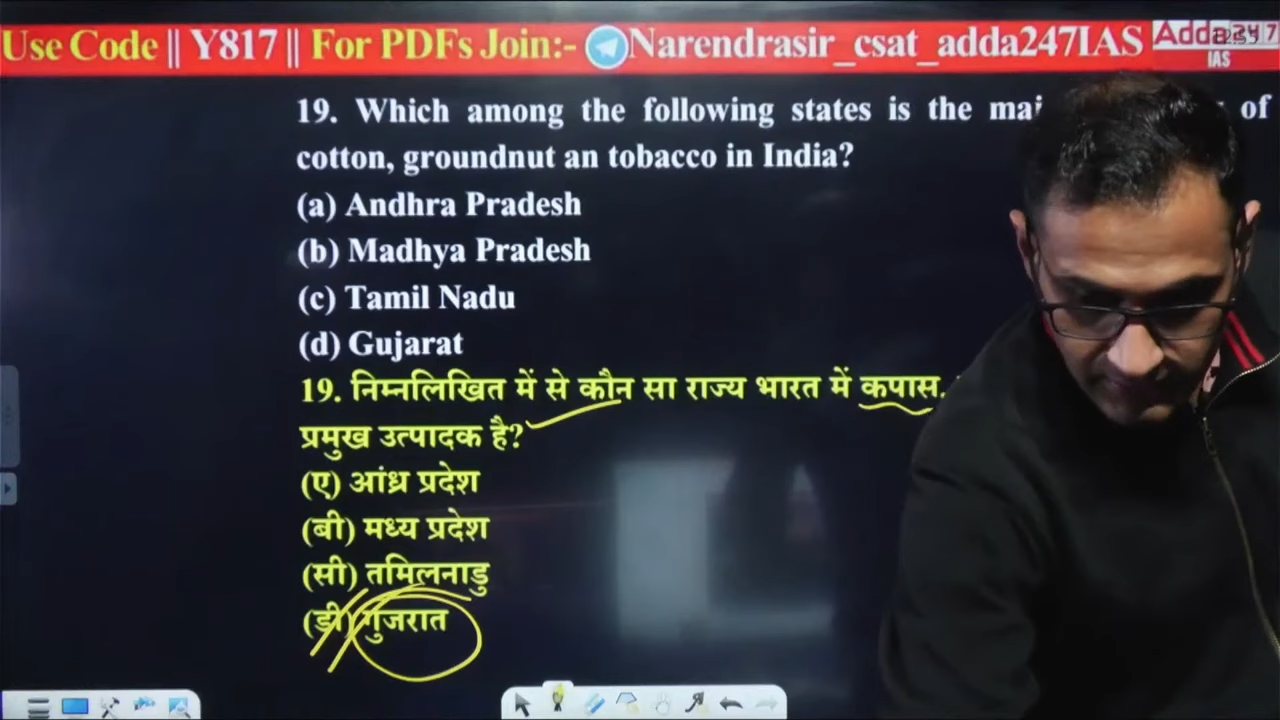 Use Code || Y817 || For PDFs Join:- Narendrasir_csat_adda247IAS Adda247
IAS
19. Which among the following states is the of
cotton, groundnut an tobacco in India?
(a) Andhra Pradesh
(b) Madhya Pradesh
(c) Tamil Nadu
(d) Gujarat
19. निम्नलिखित में से कौन सा राज्य भारत में कपास,
प्रमुख उत्पादक है?
(ए) आंध्र प्रदेश
(बी) मध्य प्रदेश
(सी) तमिलनाडु
(डी) गुजरात